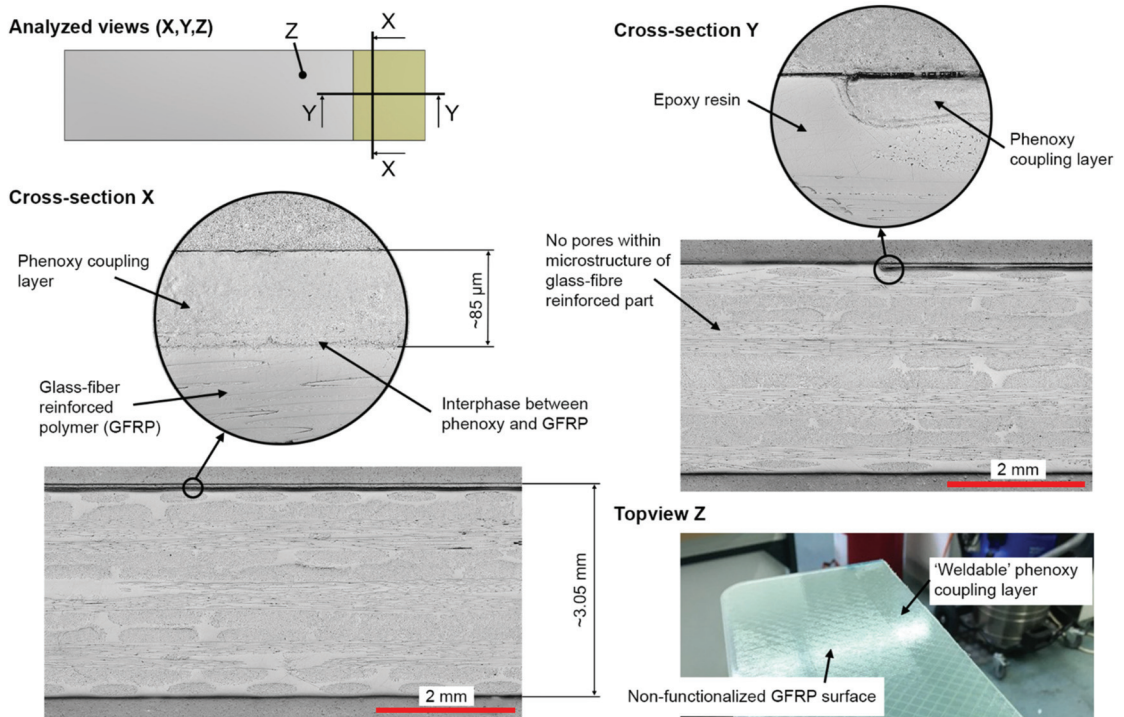 Analyzed views (X,Y,Z)
Z
X
Y
Y
X
Cross-section X
Phenoxy coupling
layer
~85 µm
Glass-fiber
reinforced
polymer (GFRP)
Interphase between
phenoxy and GFRP
2 mm
~3.05 mm
Cross-section Y
Epoxy resin
Phenoxy
coupling layer
No pores within
microstructure of
glass-fibre
reinforced part
2 mm
Topview Z
'Weldable' phenoxy
coupling layer
Non-functionalized GFRP surface